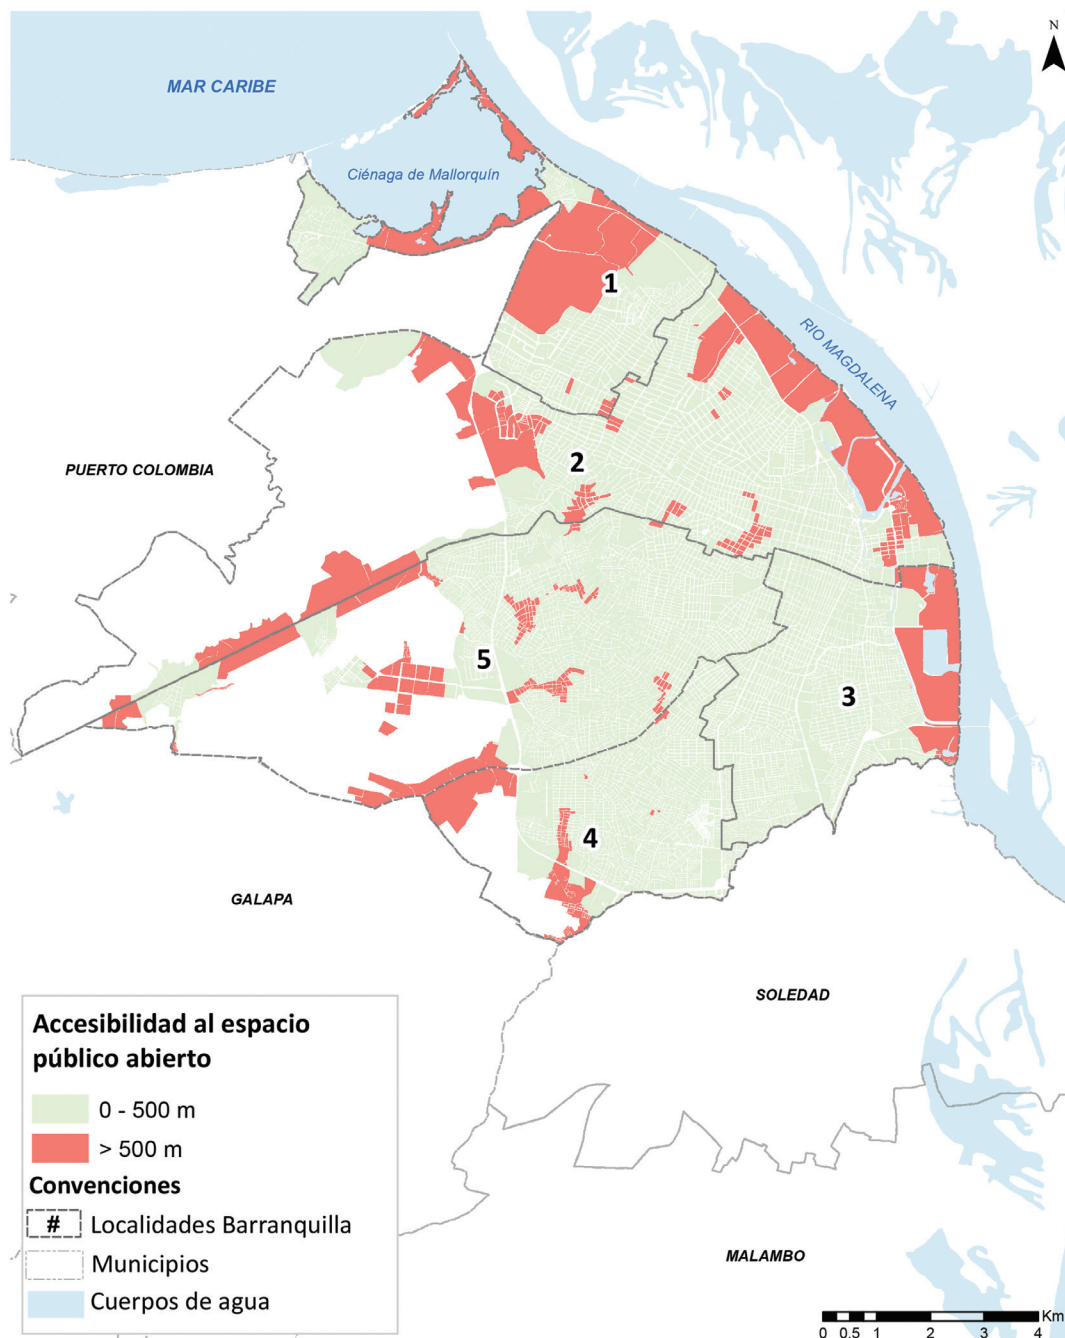 N
MAR CARIBE
Ciénaga de Mallorquín
1
RIO MAGDALENA
PUERTO COLOMBIA
2
5
3
4
GALAPA
SOLEDAD
MALAMBO
Accesibilidad al espacio
público abierto
0 - 500 m
> 500 m
Convenciones
# Localidades Barranquilla
Municipios
Cuerpos de agua
Km
0 0.5 1 2 3 4